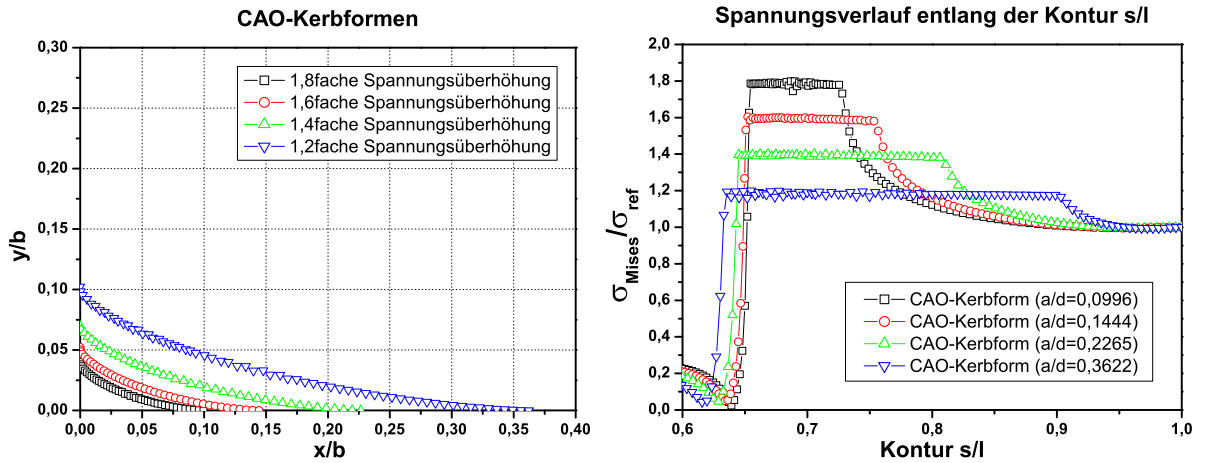 CAO-Kerbformen
0,30
0,25
0,20
0,15
0,10
0,05
0,00
y/b
1,8fache Spannungsüberhöhung
1,6fache Spannungsüberhöhung
1,4fache Spannungsüberhöhung
1,2fache Spannungsüberhöhung
0,00 0,05 0,10 0,15 0,20 0,25 0,30 0,35 0,40
x/b
Spannungsverlauf entlang der Kontur s/l
2,0
1,8
1,6
1,4
1,2
1,0
0,8
0,6
0,4
0,2
0,0
σMises/σref
CAO-Kerbform (a/d=0,0996)
CAO-Kerbform (a/d=0,1444)
CAO-Kerbform (a/d=0,2265)
CAO-Kerbform (a/d=0,3622)
0,6 0,7 0,8 0,9 1,0
Kontur s/l